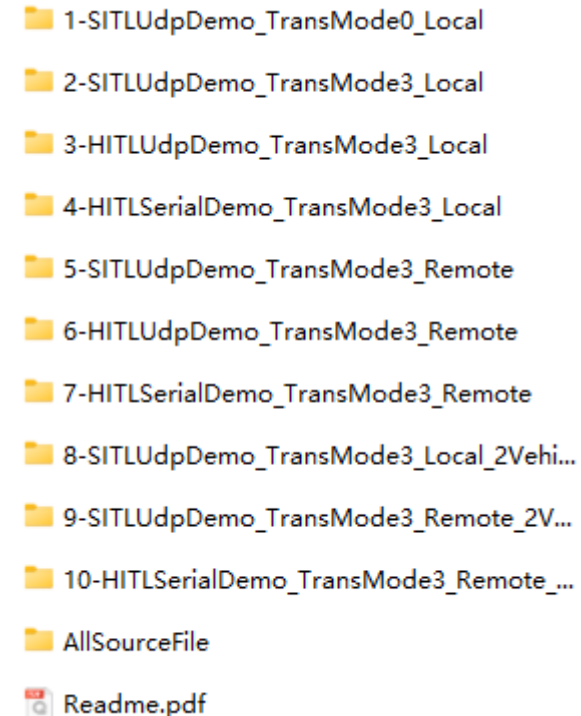 1-SITLUdpDemo_TransMode0_Local
2-SITLUdpDemo_TransMode3_Local
3-HITLUdpDemo_TransMode3_Local
4-HITLSerialDemo_TransMode3_Local
5-SITLUdpDemo_TransMode3_Remote
6-HITLUdpDemo_TransMode3_Remote
7-HITLSerialDemo_TransMode3_Remote
8-SITLUdpDemo_TransMode3_Local_2Vehi...
9-SITLUdpDemo_TransMode3_Remote_2V...
10-HITLSerialDemo_TransMode3_Remote_...
AllSourceFile
Readme.pdf